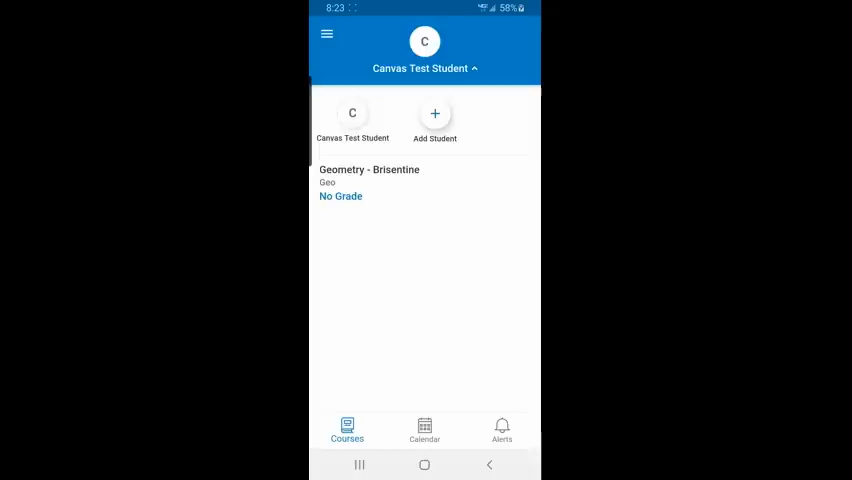 8:23 58%
C
Canvas Test Student
C
Canvas Test Student
Add Student
Geometry - Brisentine
Geo
No Grade
Courses
Calendar
Alerts